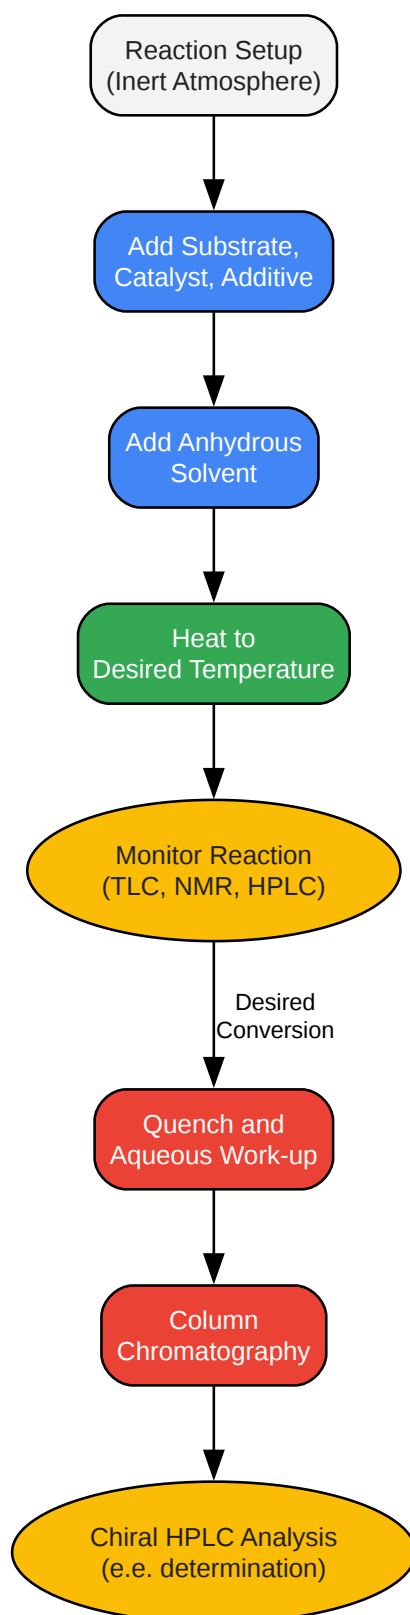 Reaction Setup
(Inert Atmosphere)
Add Substrate,
Catalyst, Additive
Add Anhydrous
Solvent
Heat to
Desired Temperature
Monitor Reaction
(TLC, NMR, HPLC)
Desired
Conversion
Quench and
Aqueous Work-up
Column
Chromatography
Chiral HPLC Analysis
(e.e. determination)